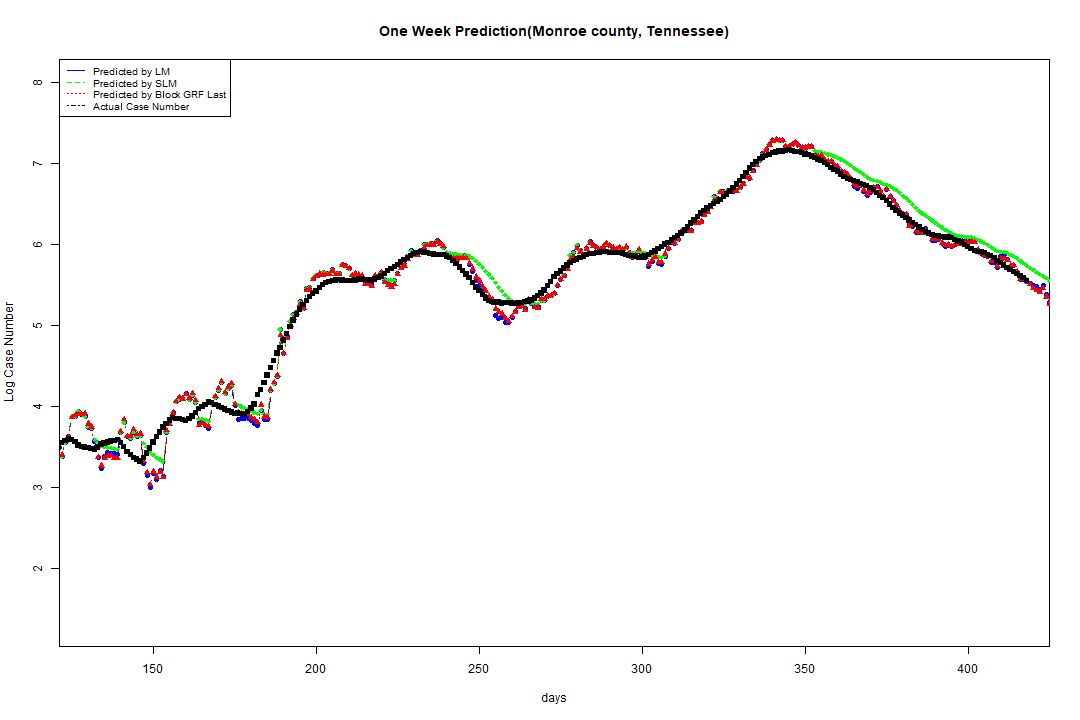 One Week Prediction(Monroe county, Tennessee)
Predicted by LM
Predicted by SLM
Predicted by Block GRF Last
Actual Case Number
8
7
6
5
4
3
2
Log Case Number
150 200 250 300 350 400
days